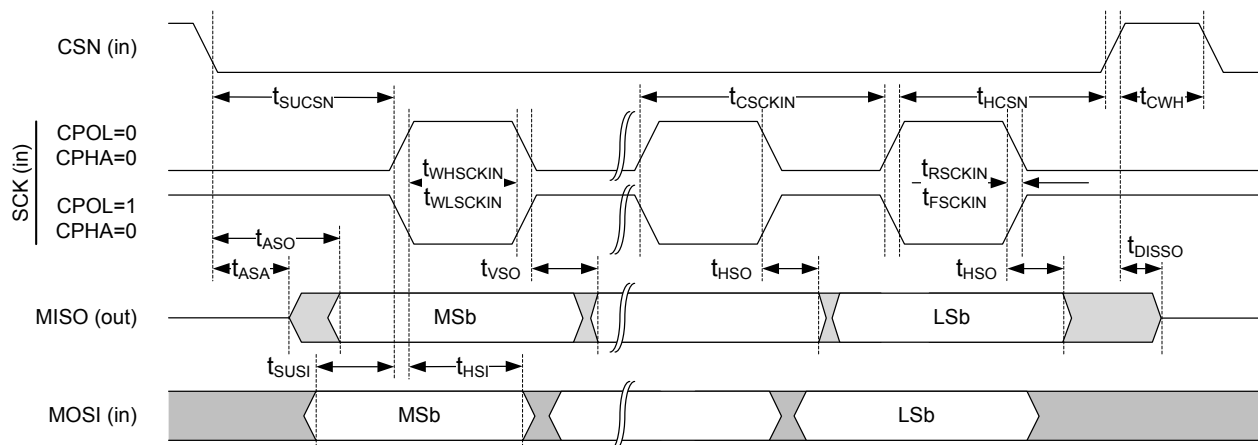 CSN (in)
tSUCSN
tCSCKIN
tHCSN
tCWH
SCK (in)
CPOL=0
CPHA=0
tWHSCKIN
tRSCKIN
tWLSCKIN
tFSCKIN
CPOL=1
CPHA=0
tASO
tASA
tVSO
tHSO
tHSO
tDISSO
MISO (out)
MSb
LSb
tSUSI
tHSI
MOSI (in)
MSb
LSb